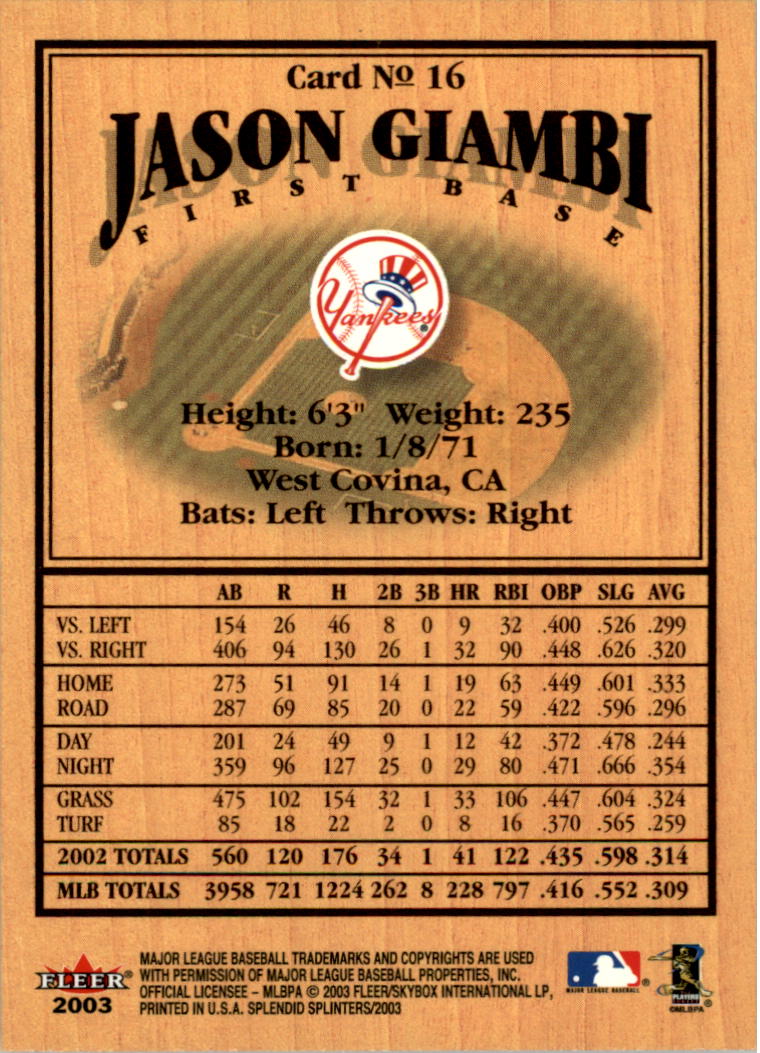 Card Nº 16
JASON GIAMBI
FIRST BASE
Yankees®
Height: 6'3" Weight: 235
Born: 1/8/71
West Covina, CA
Bats: Left Throws: Right
AB R H 2B 3B HR RBI OBP SLG AVG
VS. LEFT 154 26 46 8 0 9 32 .400 .526 .299
VS. RIGHT 406 94 130 26 1 32 90 .448 .626 .320
HOME 273 51 91 14 1 19 63 .449 .601 .333
ROAD 287 69 85 20 0 22 59 .422 .596 .296
DAY 201 24 49 9 1 12 42 .372 .478 .244
NIGHT 359 96 127 25 0 29 80 .471 .666 .354
GRASS 475 102 154 32 1 33 106 .447 .604 .324
TURF 85 18 22 2 0 8 16 .370 .565 .259
2002 TOTALS 560 120 176 34 1 41 122 .435 .598 .314
MLB TOTALS 3958 721 1224 262 8 228 797 .416 .552 .309
FLEER®
2003
MAJOR LEAGUE BASEBALL TRADEMARKS AND COPYRIGHTS ARE USED
WITH PERMISSION OF MAJOR LEAGUE BASEBALL PROPERTIES, INC.
OFFICIAL LICENSEE – MLBPA © 2003 FLEER/SKYBOX INTERNATIONAL LP,
PRINTED IN U.S.A. SPLENDID SPLINTERS/2003
MAJOR LEAGUE BASEBALL ®
PLAYERS
®
©MLBPA